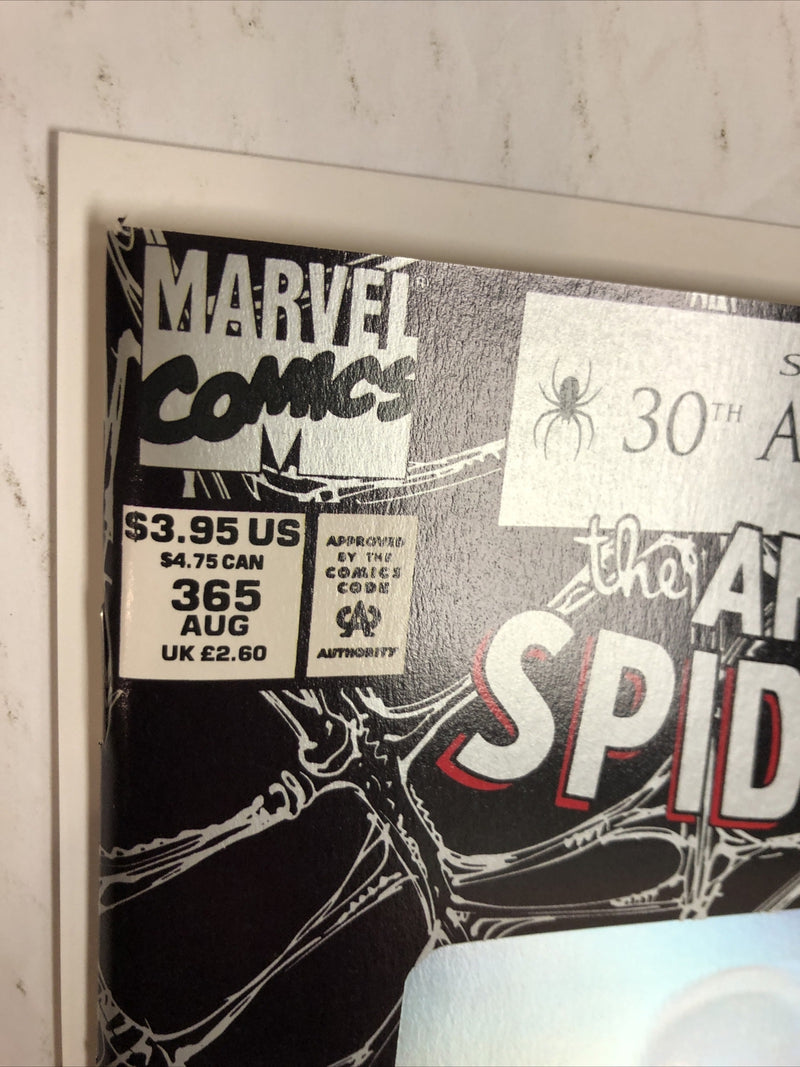 MARVEL®
COMICS
S
30TH A
$3.95 US
$4.75 CAN
365
AUG
UK £2.60
APPROVED
BY THE
COMICS
CODE
CA
AUTHORITY
the AM
SPID